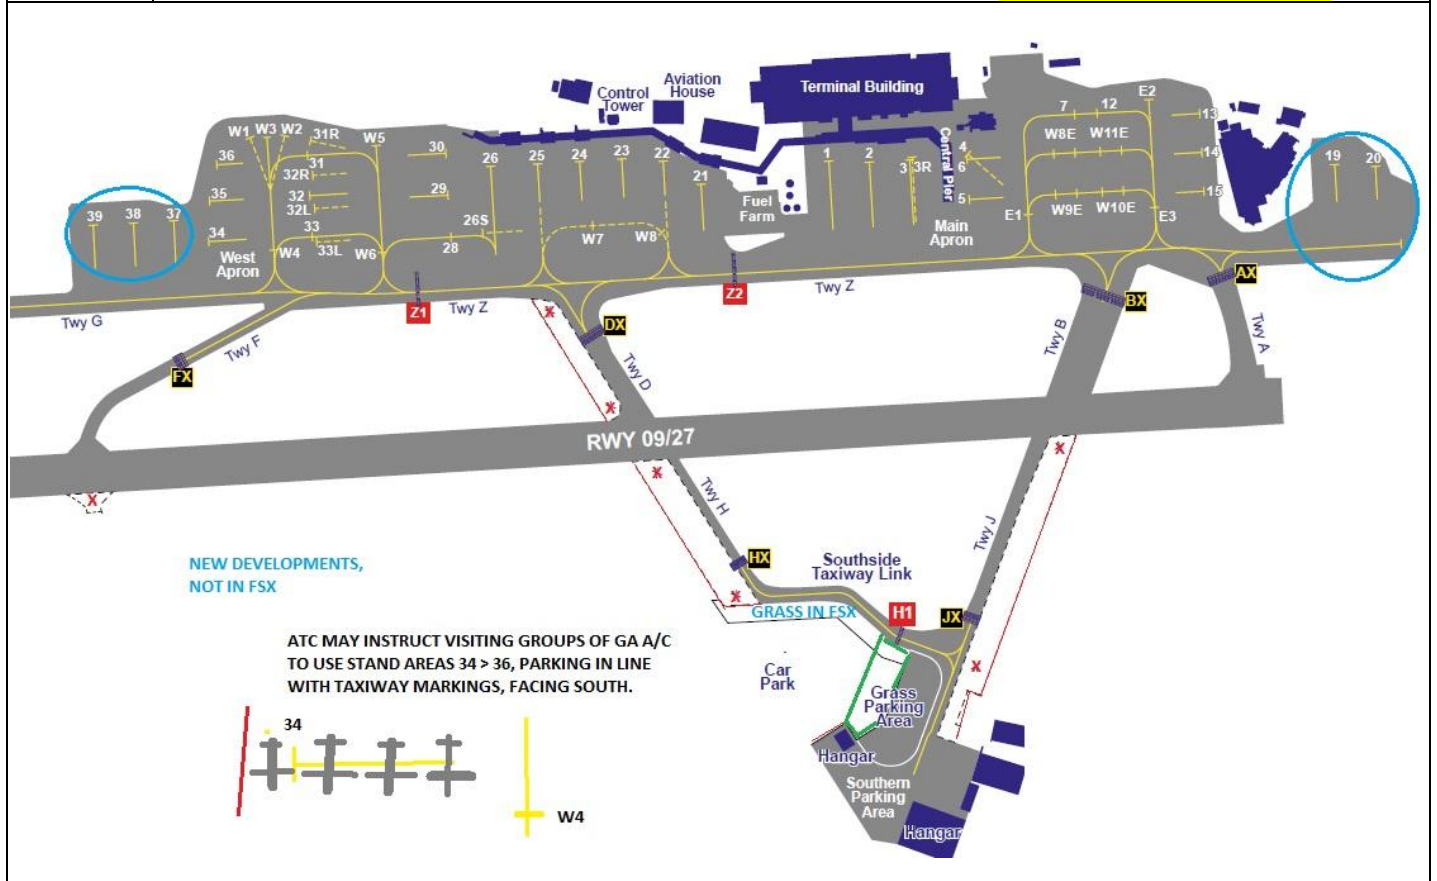 Control
Tower
Aviation
House
Terminal Building
W1 W3 W2 31R W5
36 31 30 26 25 24 23 22
32R
35 32 29 21
32L
39 38 37 26S
34 33 28 W7 W8
33L
West
Apron
W4 W6
Fuel
Farm
1 2 3 3R
Central Pier
4
6
5
Main
Apron
7 12 E2
W8E W11E
13
14
15
W9E W10E
E1 E3
19 20
Twy G
Twy F
FX
Z1
Twy Z
DX
Twy D
Z2
Twy Z
BX
Twy B
AX
Twy A
X
X
RWY 09/27
X
X
X
Twy H
Twy J
HX
X
Southside
Taxiway Link
NEW DEVELOPMENTS,
NOT IN FSX
GRASS IN FSX
H1
JX
X
ATC MAY INSTRUCT VISITING GROUPS OF GA A/C
TO USE STAND AREAS 34 > 36, PARKING IN LINE
WITH TAXIWAY MARKINGS, FACING SOUTH.
Car
Park
Grass
Parking
Area
34
W4
Hangar
Southern
Parking
Area
Hangar